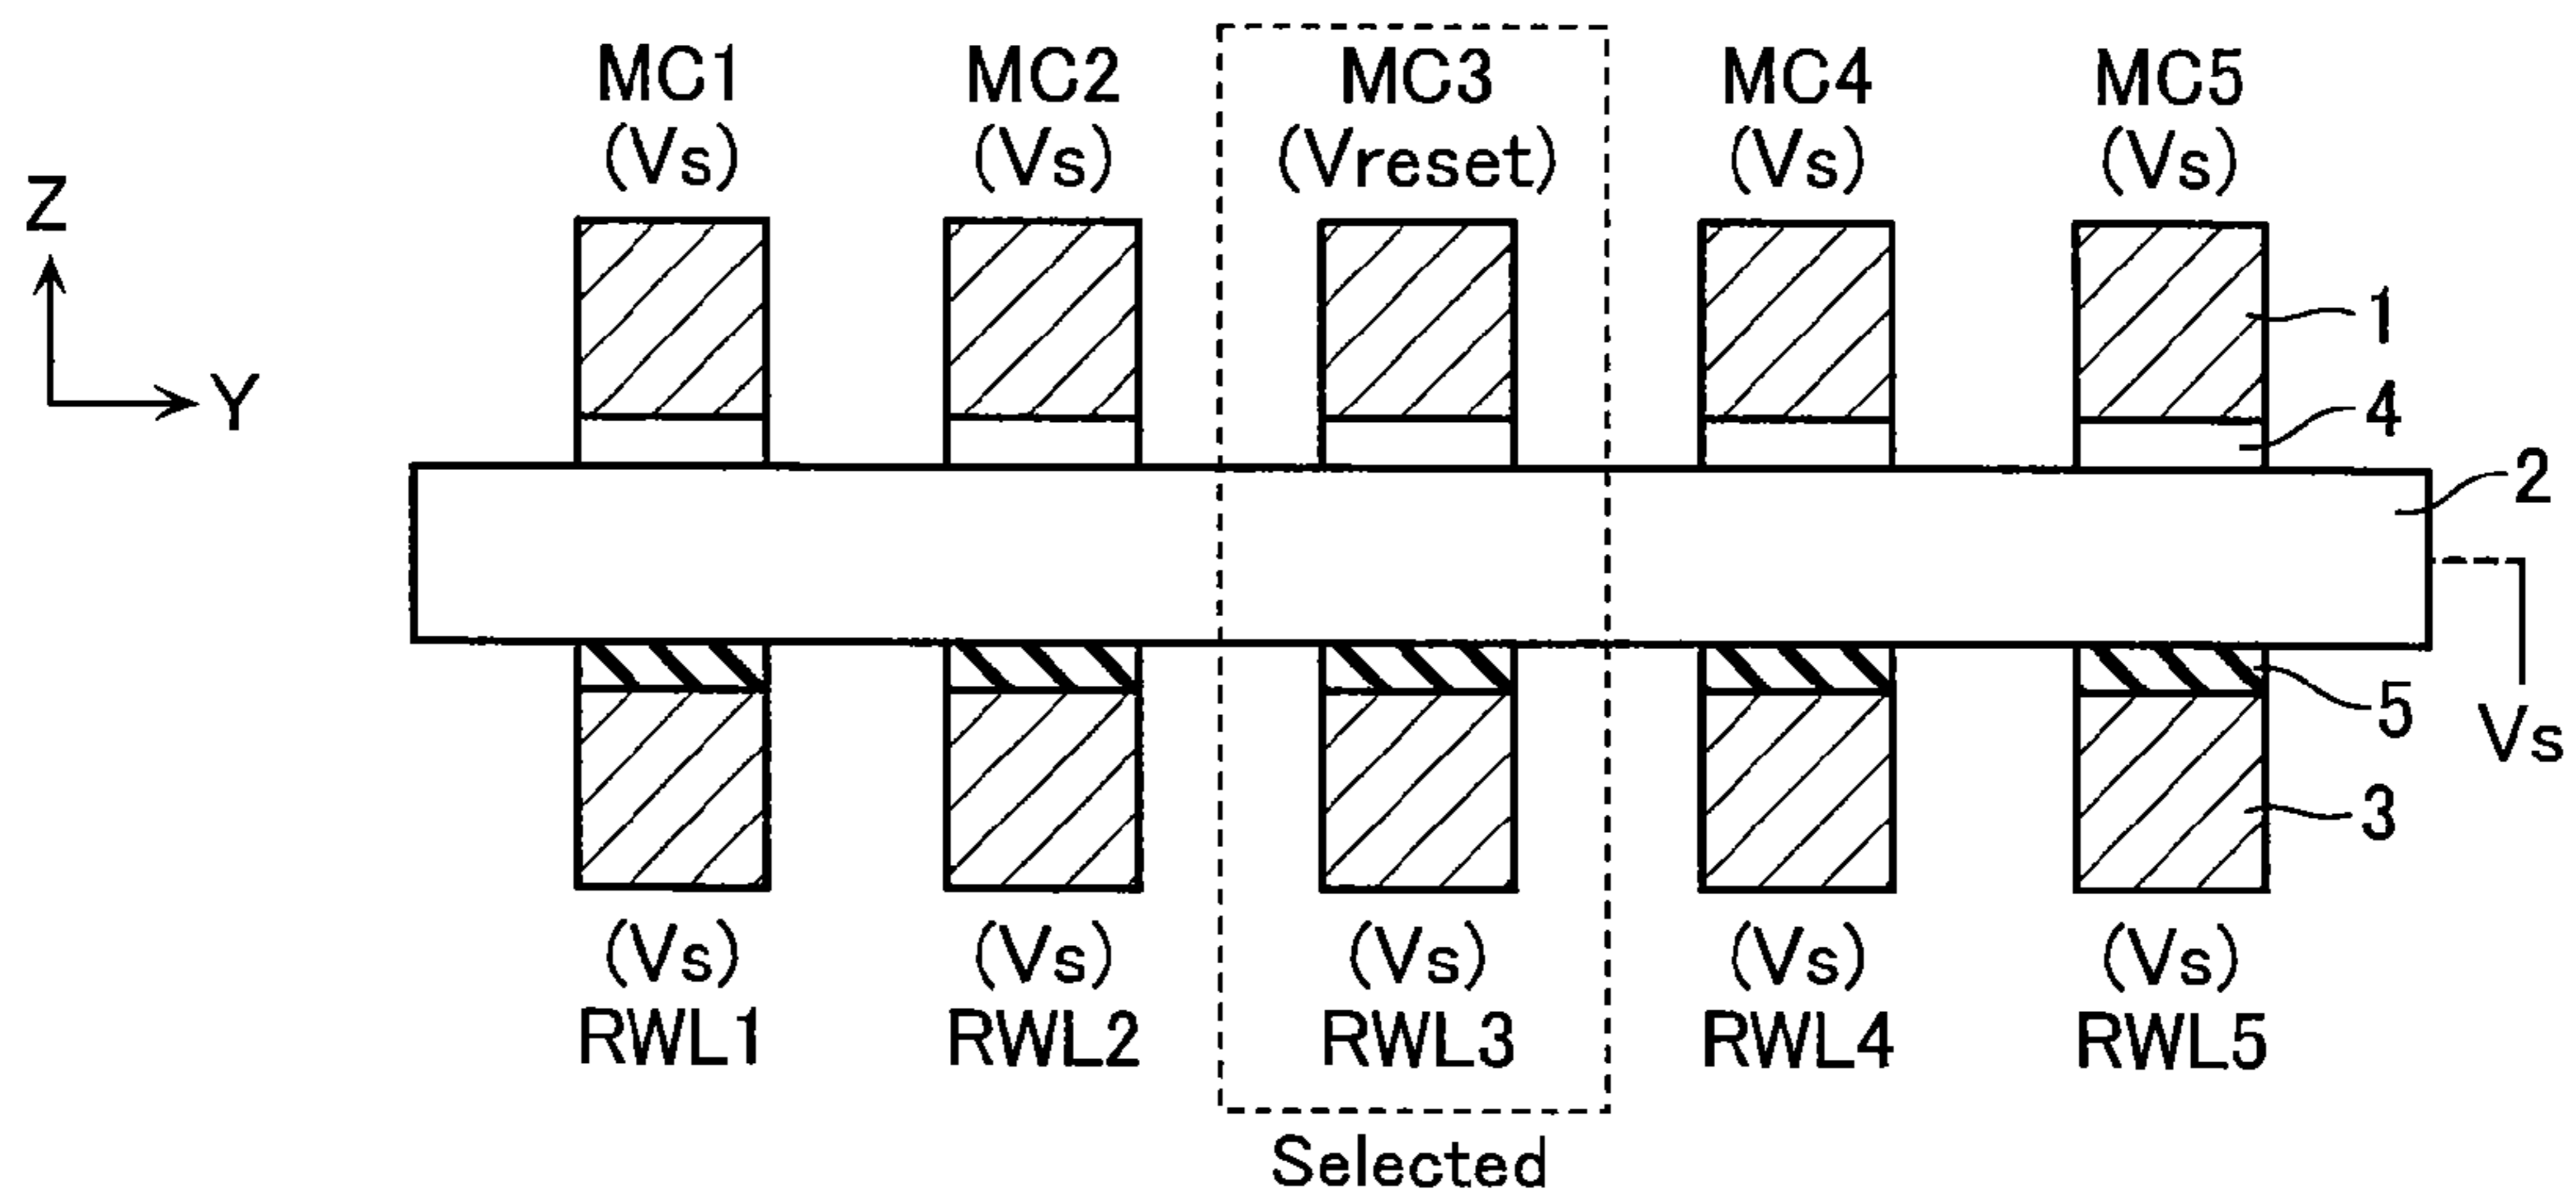 MC1 MC2 MC3 MC4 MC5
(Vs) (Vs) (Vreset) (Vs) (Vs)
Z
1
Y
4
2
5
Vs
3
(Vs) (Vs) (Vs) (Vs) (Vs)
RWL1 RWL2 RWL3 RWL4 RWL5
Selected